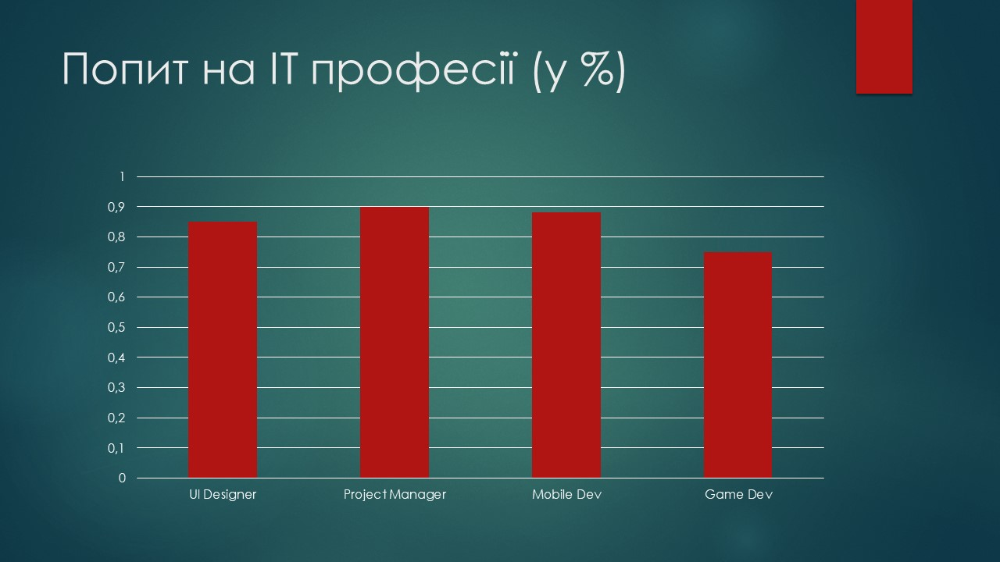 Попит на ІТ професії (у %)
1
0,9
0,8
0,7
0,6
0,5
0,4
0,3
0,2
0,1
0
UI Designer
Project Manager
Mobile Dev
Game Dev